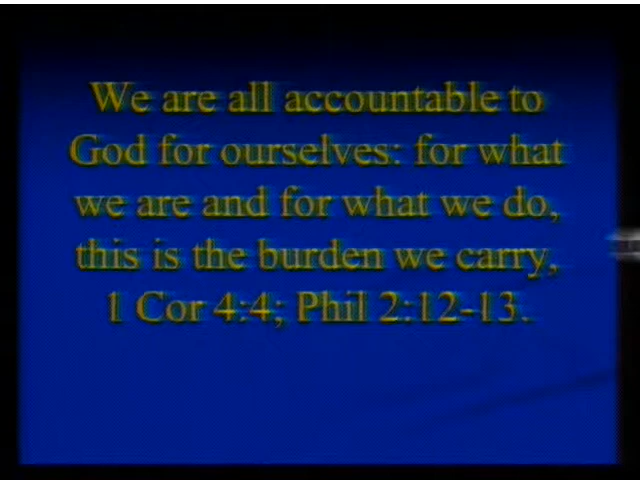 We are all accountable to
God for ourselves: for what
we are and for what we do,
this is the burden we carry,
1 Cor 4:4; Phil 2:12-13.